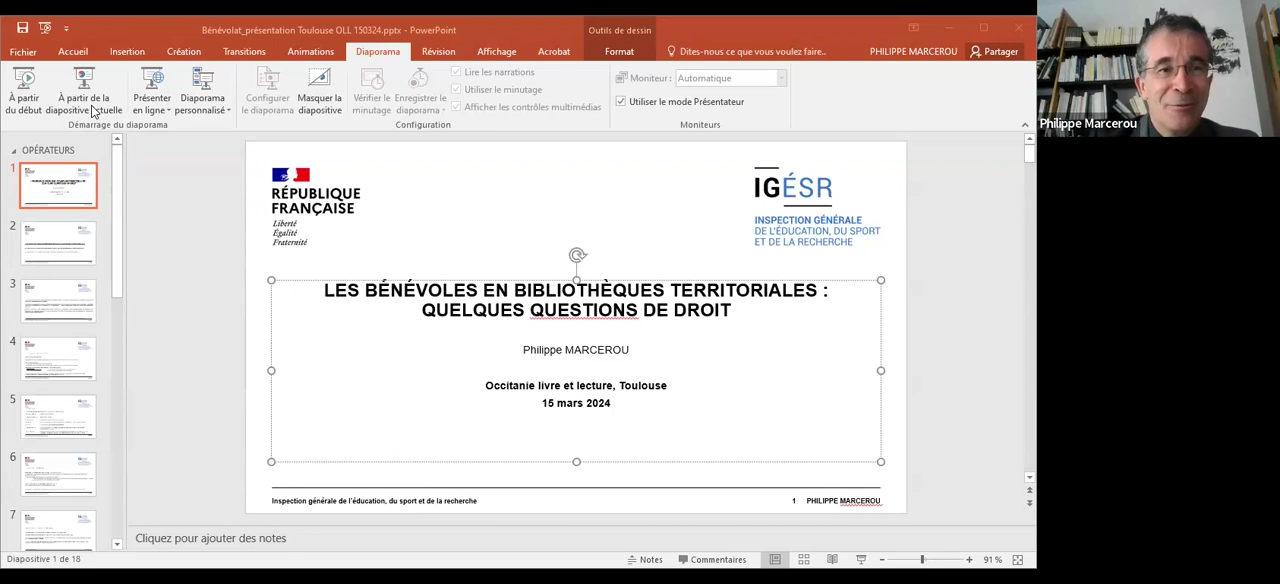 Bénévolat_présentation Toulouse OLL 150324.pptx - PowerPoint
Outils de dessin
Fichier Accueil Insertion Création Transitions Animations Diaporama Révision Affichage Acrobat Format Dites-nous ce que vous voulez faire.. PHILIPPE MARCEROU Partager
À partir du début
À partir de la diapositive actuelle
Présenter en ligne
Diaporama personnalisé
Configurer le diaporama
Masquer la diapositive
Vérifier le minutage
Enregistrer le diaporama
Lire les narrations
Utiliser le minutage
Afficher les contrôles multimédias
Moniteur : Automatique
Utiliser le mode Présentateur
Démarrage du diaporama Configuration Moniteurs
Philippe Marcerou
OPÉRATEURS
1
2
3
4
5
6
7
RÉPUBLIQUE
FRANÇAISE
Liberté
Égalité
Fraternité
IGÉSR
INSPECTION GÉNÉRALE
DE L'ÉDUCATION, DU SPORT
ET DE LA RECHERCHE
LES BÉNÉVOLES EN BIBLIOTHÈQUES TERRITORIALES :
QUELQUES QUESTIONS DE DROIT
Philippe MARCEROU
Occitanie livre et lecture, Toulouse
15 mars 2024
Inspection générale de l'éducation, du sport et de la recherche 1 PHILIPPE MARCEROU
Cliquez pour ajouter des notes
Diapositive 1 de 18 Notes Commentaires 91 %